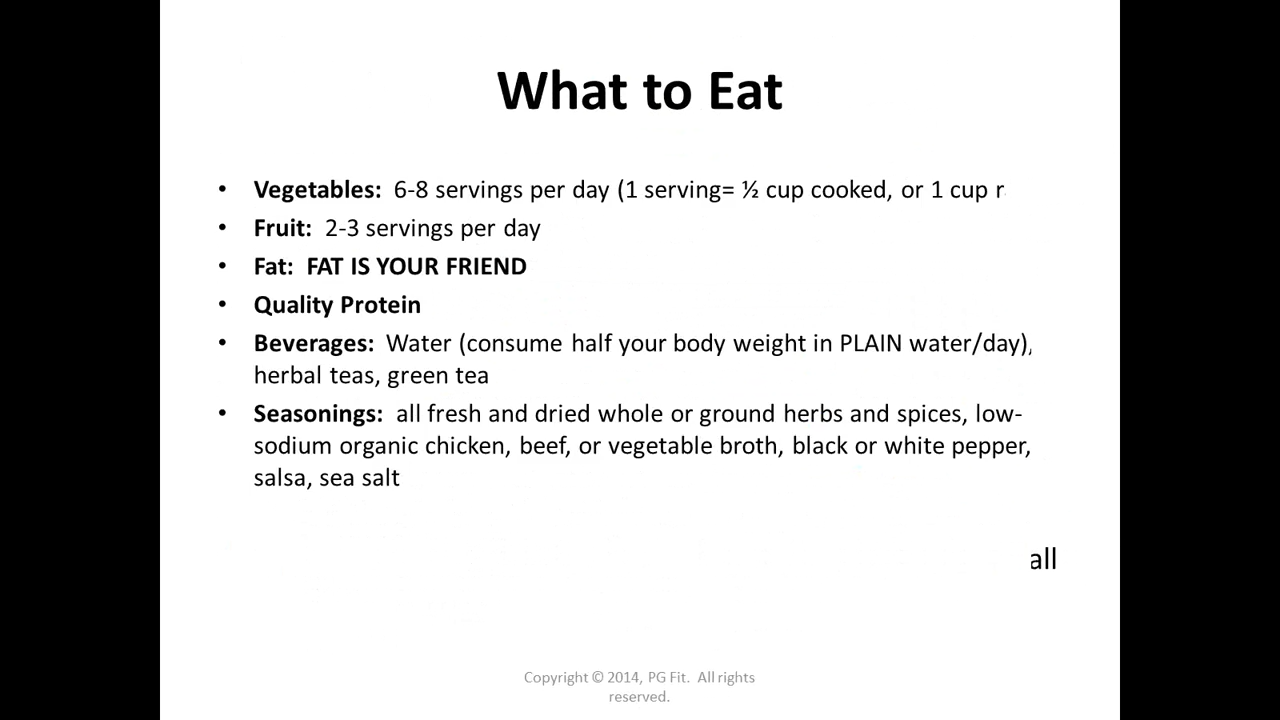 What to Eat
• Vegetables: 6-8 servings per day (1 serving= ½ cup cooked, or 1 cup r
• Fruit: 2-3 servings per day
• Fat: FAT IS YOUR FRIEND
• Quality Protein
• Beverages: Water (consume half your body weight in PLAIN water/day),
herbal teas, green tea
• Seasonings: all fresh and dried whole or ground herbs and spices, low-
sodium organic chicken, beef, or vegetable broth, black or white pepper,
salsa, sea salt
all
Copyright © 2014, PG Fit. All rights
reserved.